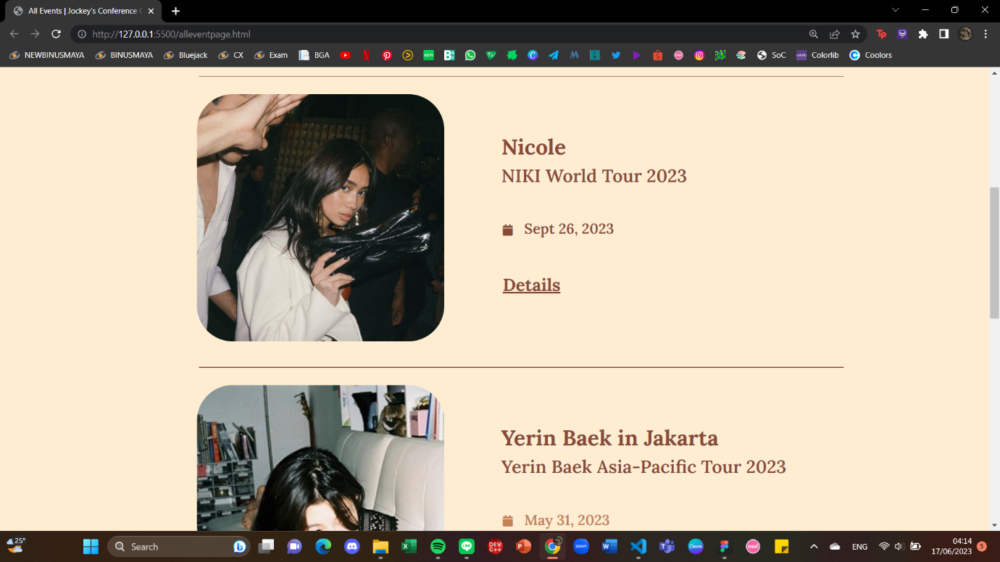 All Events | Jockey's Conference C
http://127.0.0.1:5500/alleventpage.html
NEWBINUSMAYA BINUSMAYA Bluejack CX Exam BGA SoC Colorlib Coolors
Nicole
NIKI World Tour 2023
Sept 26, 2023
Details
Yerin Baek in Jakarta
Yerin Baek Asia-Pacific Tour 2023
May 31, 2023
25°
Search
ENG
04:14
17/06/2023
5